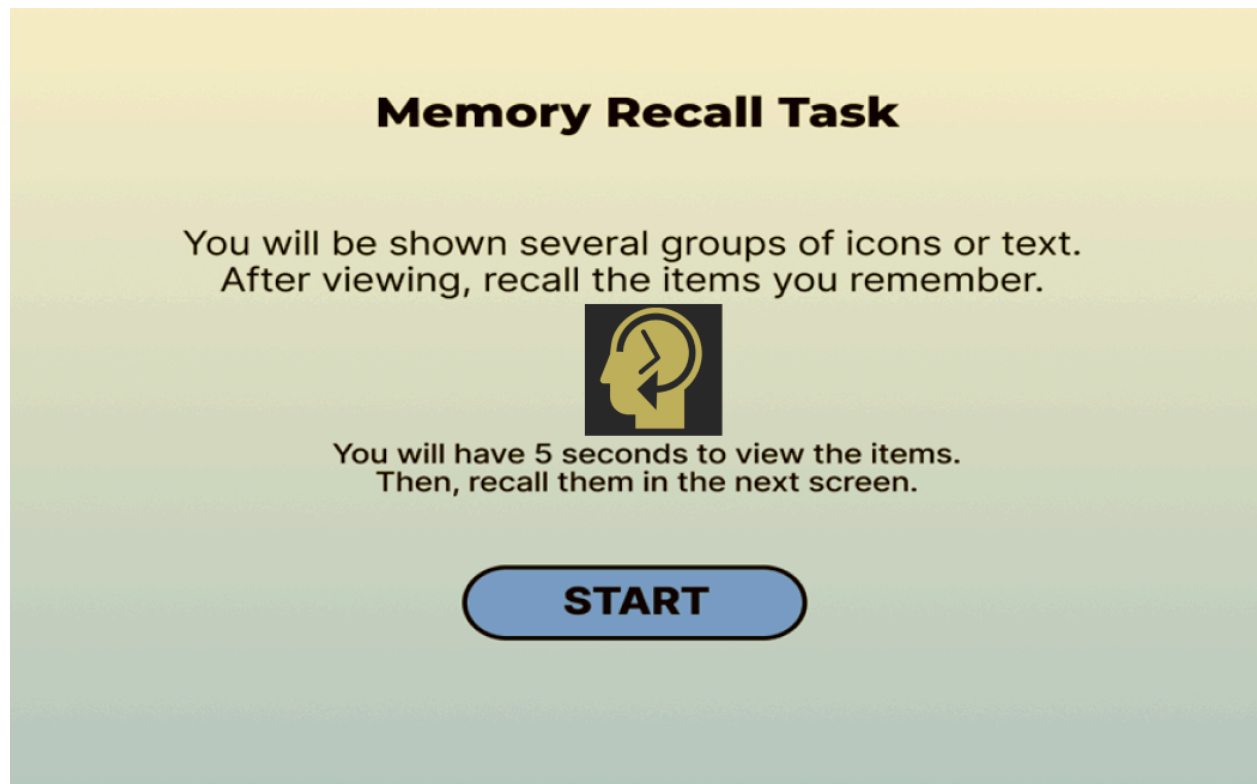 Memory Recall Task
You will be shown several groups of icons or text.
After viewing, recall the items you remember.
You will have 5 seconds to view the items.
Then, recall them in the next screen.
START